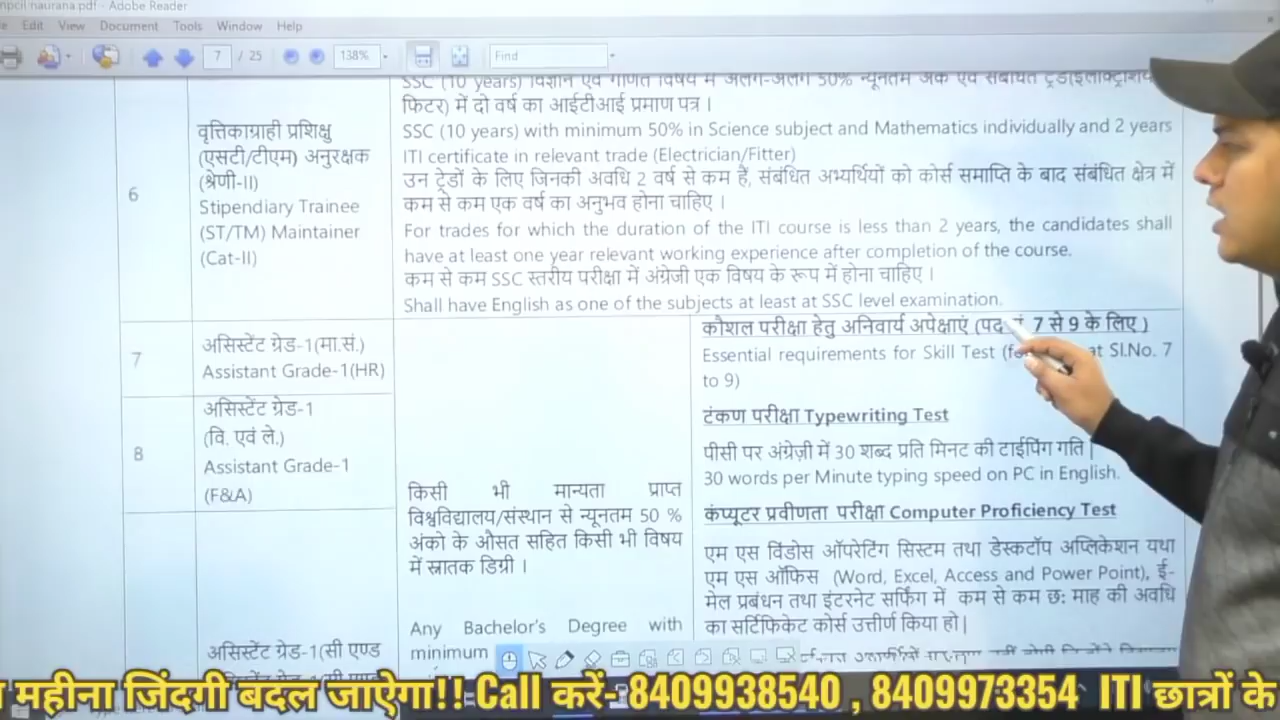 npcil naurana.pdf - Adobe Reader
Edit View Document Tools Window Help
7 / 25 138% Find
SSC (10 years) विज्ञान एवं गणित विषय में अलग-अलग 50% न्यूनतम अंक एवं संबंधित
फिटर) में दो वर्ष का आईटीआई प्रमाण पत्र ।
SSC (10 years) with minimum 50% in Science subject and Mathematics individually and 2 years
ITI certificate in relevant trade (Electrician/Fitter)
उन ट्रेडों के लिए जिनकी अवधि 2 वर्ष से कम हैं, संबंधित अभ्यर्थियों को कोर्स समाप्ति के बाद संबंधित क्षेत्र में
कम से कम एक वर्ष का अनुभव होना चाहिए ।
For trades for which the duration of the ITI course is less than 2 years, the candidates shall
have at least one year relevant working experience after completion of the course.
कम से कम SSC स्तरीय परीक्षा में अंग्रेजी एक विषय के रूप में होना चाहिए ।
Shall have English as one of the subjects at least at SSC level examination.
6
वृत्तिकाग्राही प्रशिक्षु
(एसटी/टीएम) अनुरक्षक
(श्रेणी-II)
Stipendiary Trainee
(ST/TM) Maintainer
(Cat-II)
7
असिस्टेंट ग्रेड-1(मा.सं.)
Assistant Grade-1(HR)
8
असिस्टेंट ग्रेड-1
(वि. एवं ले.)
Assistant Grade-1
(F&A)
असिस्टेंट ग्रेड-1(सी एण्ड
किसी भी मान्यता प्राप्त
विश्वविद्यालय/संस्थान से न्यूनतम 50 %
अंको के औसत सहित किसी भी विषय
में स्नातक डिग्री ।
Any Bachelor's Degree with
minimum
कौशल परीक्षा हेतु अनिवार्य अपेक्षाएं (पद 7 से 9 के लिए )
Essential requirements for Skill Test at Sl.No. 7
to 9)
टंकण परीक्षा Typewriting Test
पीसी पर अंग्रेज़ी में 30 शब्द प्रति मिनट की टाईपिंग गति
30 words per Minute typing speed on PC in English.
कंप्यूटर प्रवीणता परीक्षा Computer Proficiency Test
एम एस विंडोस ऑपरेटिंग सिस्टम तथा डेस्कटॉप अप्लिकेशन यथा
एम एस ऑफिस (Word, Excel, Access and Power Point), ई-
मेल प्रबंधन तथा इंटरनेट सर्फिंग में कम से कम छ: माह की अवधि
का सर्टिफिकेट कोर्स उत्तीर्ण किया हो|
महीना जिंदगी बदल जाऐगा!! Call करें- 8409938540 , 8409973354 ITI छात्रों के